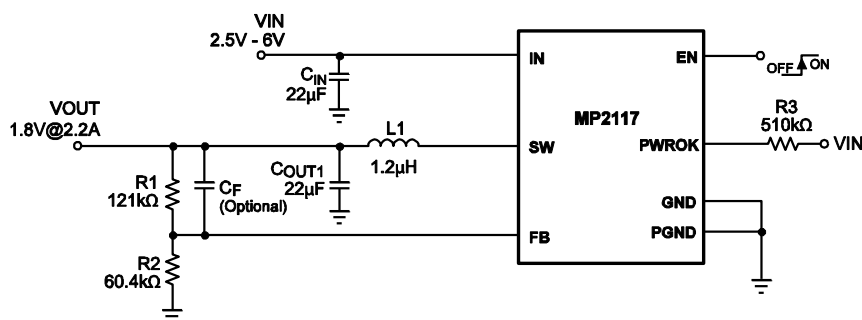 VIN
2.5V - 6V
IN
EN
OFF ON
CIN
22µF
VOUT
1.8V@2.2A
L1
1.2µH
SW
MP2117
PWROK
R3
510kΩ
VIN
R1
121kΩ
CF
(Optional)
COUT1
22µF
GND
PGND
FB
R2
60.4kΩ